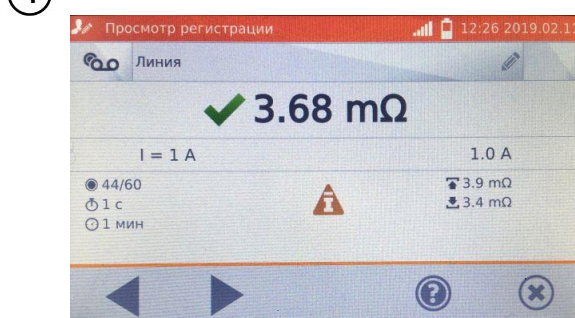 Просмотр регистрации
12:26 2019.02.1
Линия
3.68 mΩ
I = 1 A
1.0 A
44/60
3.9 mΩ
1 с
3.4 mΩ
1 мин